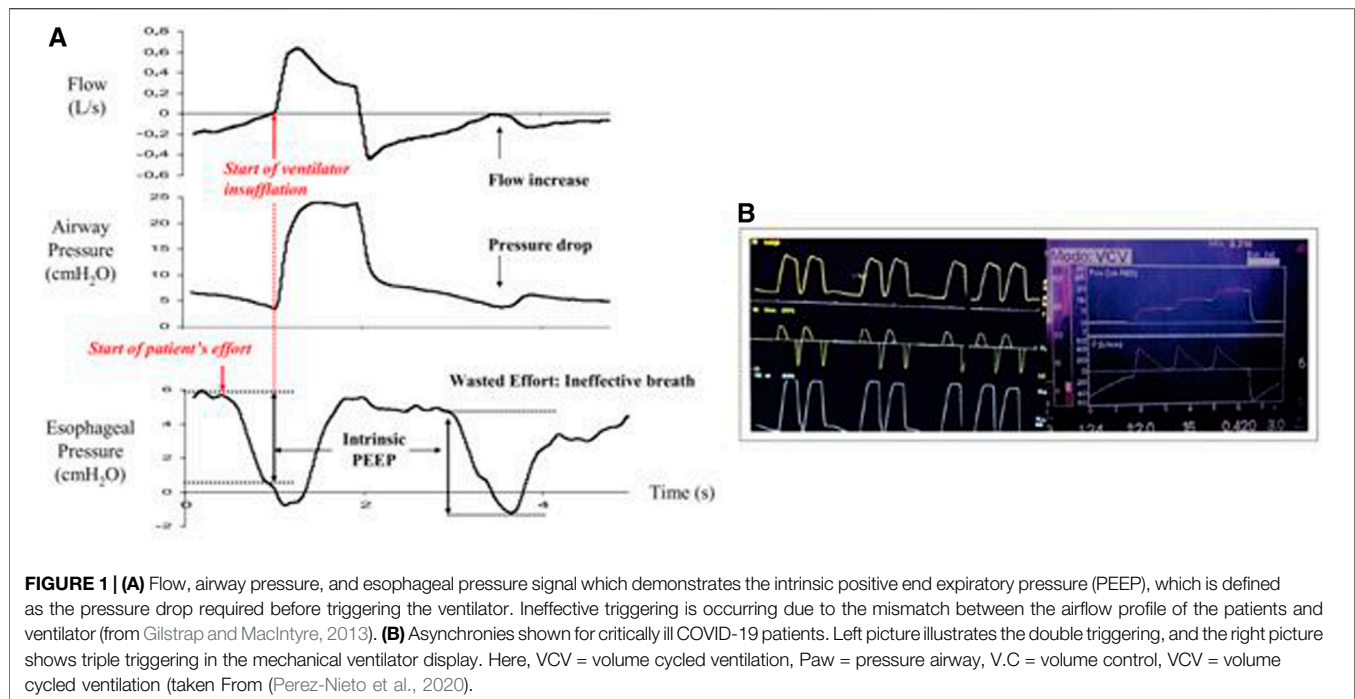 A
Flow
(L/s)
0,8
0,6
0,4
0,2
0
-0,2
-0,4
-0,6
Start of ventilator
insufflation
Flow increase
Airway
Pressure
(cmH₂O)
25
20
15
10
5
0
Pressure drop
Start of patient's effort
Esophageal
Pressure
(cmH₂O)
6
4
2
0
-2
Wasted Effort: Ineffective breath
Intrinsic
PEEP
Time (s)
0
2
4
B
Modo: VCV
FIGURE 1 | (A) Flow, airway pressure, and esophageal pressure signal which demonstrates the intrinsic positive end expiratory pressure (PEEP), which is defined
as the pressure drop required before triggering the ventilator. Ineffective triggering is occurring due to the mismatch between the airflow profile of the patients and
ventilator (from Gilstrap and MacIntyre, 2013). (B) Asynchronies shown for critically ill COVID-19 patients. Left picture illustrates the double triggering, and the right picture
shows triple triggering in the mechanical ventilator display. Here, VCV = volume cycled ventilation, Paw = pressure airway, V.C = volume control, VCV = volume
cycled ventilation (taken From (Perez-Nieto et al., 2020).